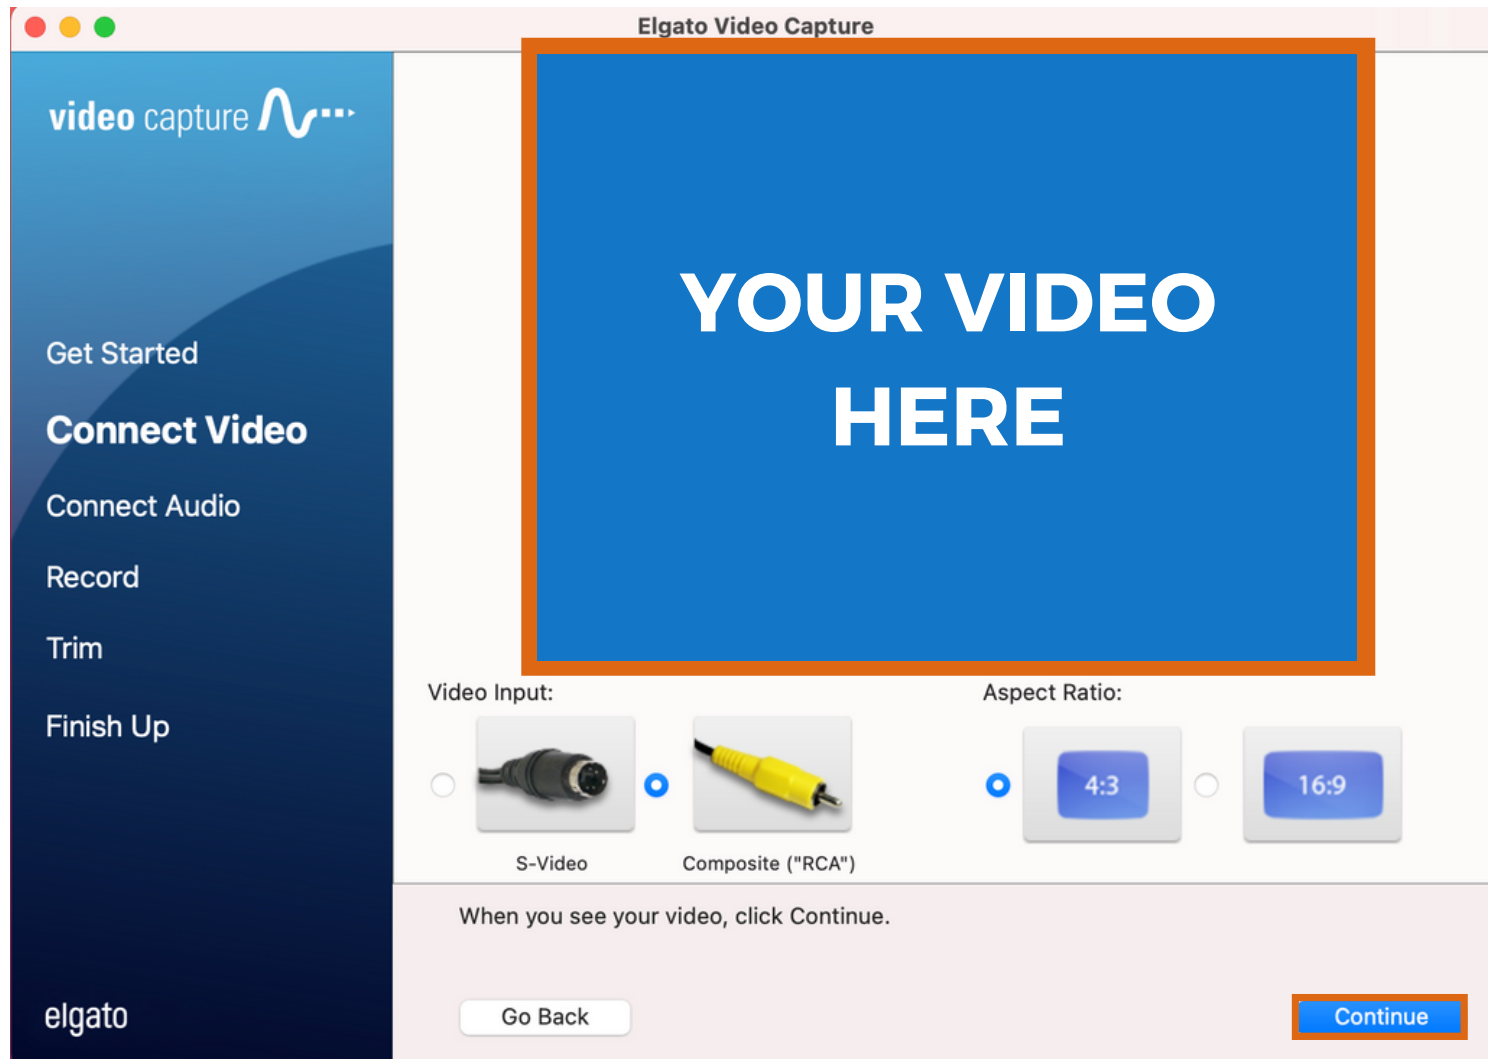 Elgato Video Capture
video capture
Get Started
Connect Video
Connect Audio
Record
Trim
Finish Up
elgato
YOUR VIDEO
HERE
Video Input:
S-Video
Composite ("RCA")
Aspect Ratio:
4:3
16:9
When you see your video, click Continue.
Go Back
Continue